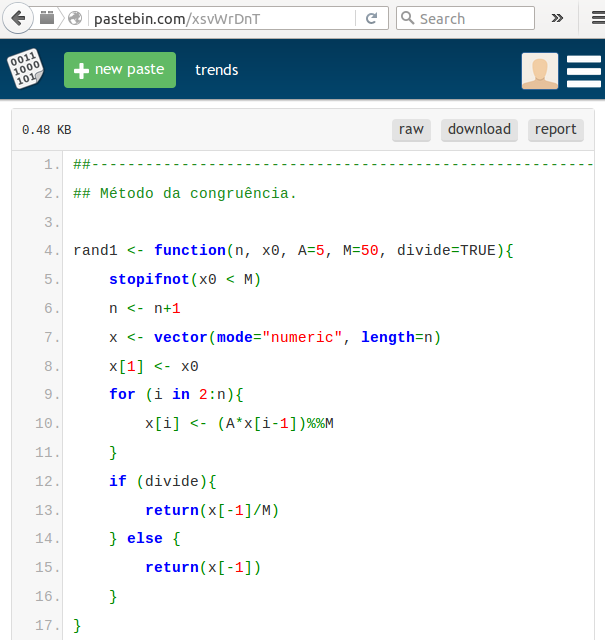 pastebin.com/xsvWrDnT
Search
»
0011
1000
101
new paste
trends
0.48 KB
raw
download
report
1. ##--------------------------------------------------------
2. ## Método da congruência.
3.
4. rand1 <- function(n, x0, A=5, M=50, divide=TRUE){
5.     stopifnot(x0 < M)
6.     n <- n+1
7.     x <- vector(mode="numeric", length=n)
8.     x[1] <- x0
9.     for (i in 2:n){
10.         x[i] <- (A*x[i-1])%%M
11.     }
12.     if (divide){
13.         return(x[-1]/M)
14.     } else {
15.         return(x[-1])
16.     }
17. }